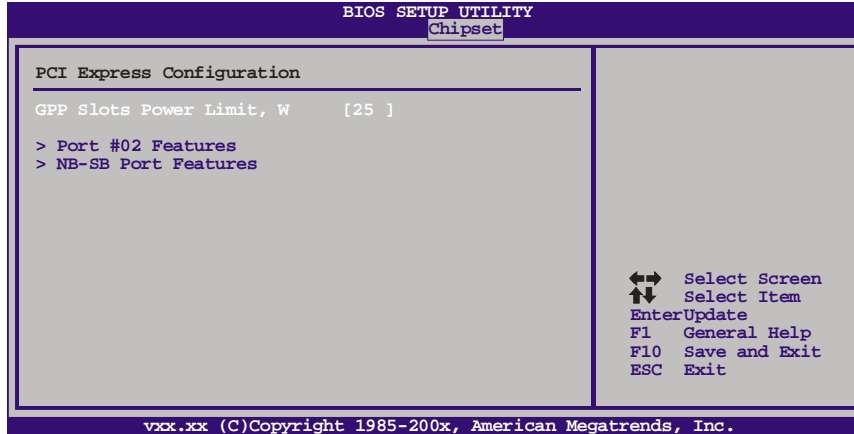 BIOS SETUP UTILITY
Chipset
PCI Express Configuration
GPP Slots Power Limit, W [25 ]
> Port #02 Features
> NB-SB Port Features
Select Screen
Select Item
EnterUpdate
F1 General Help
F10 Save and Exit
ESC Exit
vxx.xx (C)Copyright 1985-200x, American Megatrends, Inc.